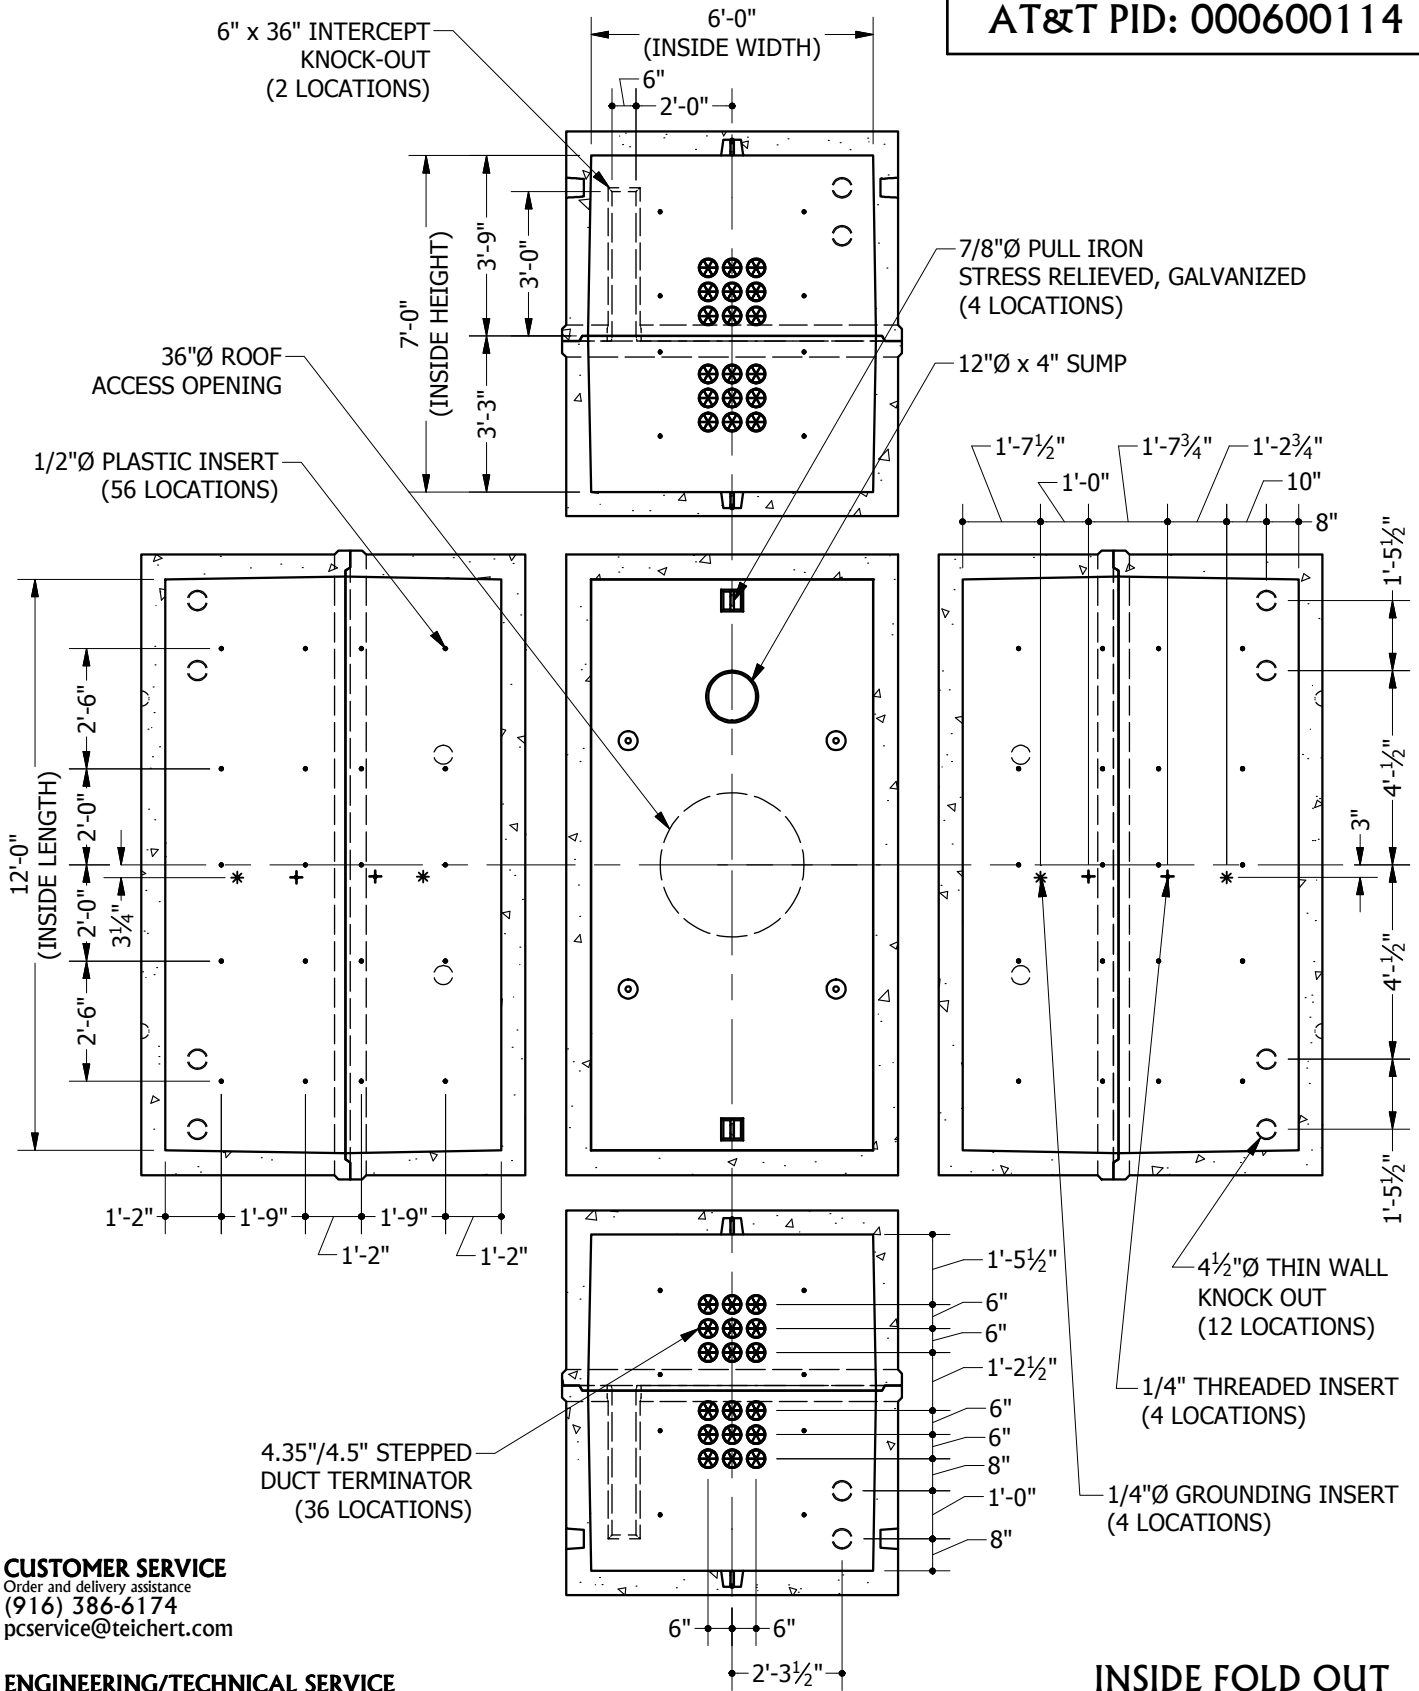 AT&T PID: 000600114
6" x 36" INTERCEPT
KNOCK-OUT
(2 LOCATIONS)
6'-0"
(INSIDE WIDTH)
6"
2'-0"
7'-0"
(INSIDE HEIGHT)
3'-9"
3'-0"
3'-3"
7/8"Ø PULL IRON
STRESS RELIEVED, GALVANIZED
(4 LOCATIONS)
36"Ø ROOF
ACCESS OPENING
12"Ø x 4" SUMP
1/2"Ø PLASTIC INSERT
(56 LOCATIONS)
1'-7½"
1'-0"
1'-7¾"
1'-2¾"
10"
8"
1'-5½"
4'-½"
3"
4'-½"
1'-5½"
12'-0"
(INSIDE LENGTH)
2'-6"
2'-0"
2'-0"
3¼"
2'-6"
1'-2"
1'-9"
1'-2"
1'-9"
1'-2"
1'-5½"
6"
6"
1'-2½"
6"
6"
8"
1'-0"
8"
4½"Ø THIN WALL
KNOCK OUT
(12 LOCATIONS)
1/4" THREADED INSERT
(4 LOCATIONS)
1/4"Ø GROUNDING INSERT
(4 LOCATIONS)
4.35"/4.5" STEPPED
DUCT TERMINATOR
(36 LOCATIONS)
6"
6"
2'-3½"
CUSTOMER SERVICE
Order and delivery assistance
(916) 386-6174
pcservice@teichert.com
ENGINEERING/TECHNICAL SERVICE
INSIDE FOLD OUT